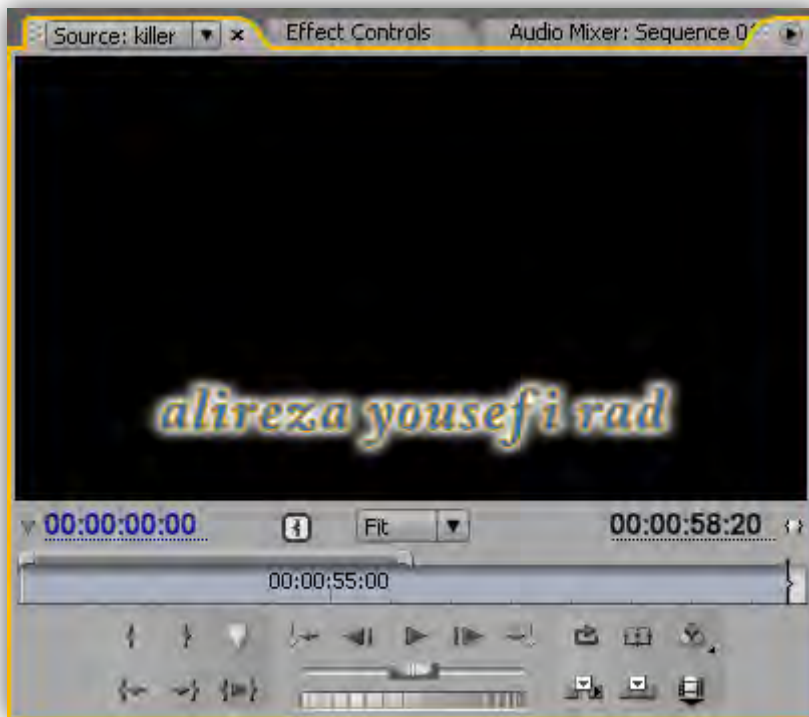 Source: killer Effect Controls Audio Mixer: Sequence
alireza yousefi rad
00:00:00:00 Fit 00:00:58:20
00:00:55:00